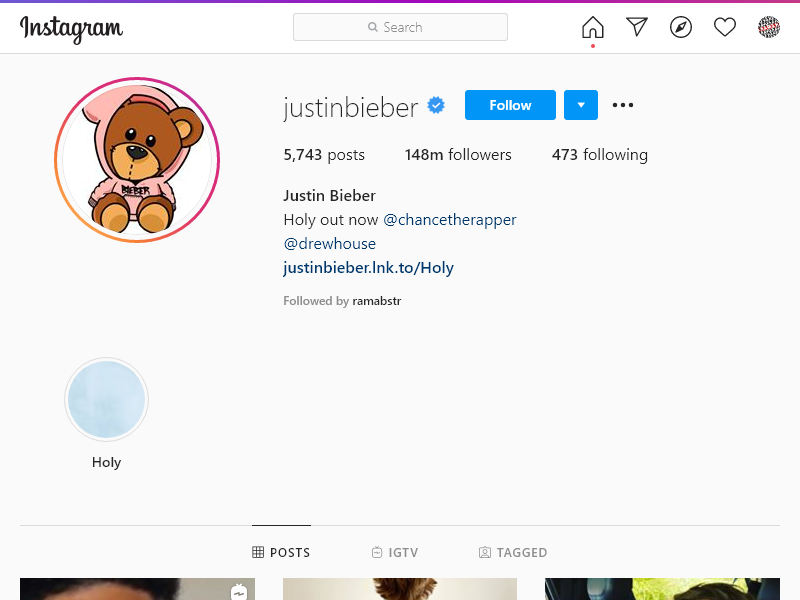 Instagram
Search
BIEBER
justinbieber
Follow
5,743 posts 148m followers 473 following
Justin Bieber
Holy out now @chancetherapper
@drewhouse
justinbieber.lnk.to/Holy
Followed by ramabstr
Holy
POSTS IGTV TAGGED